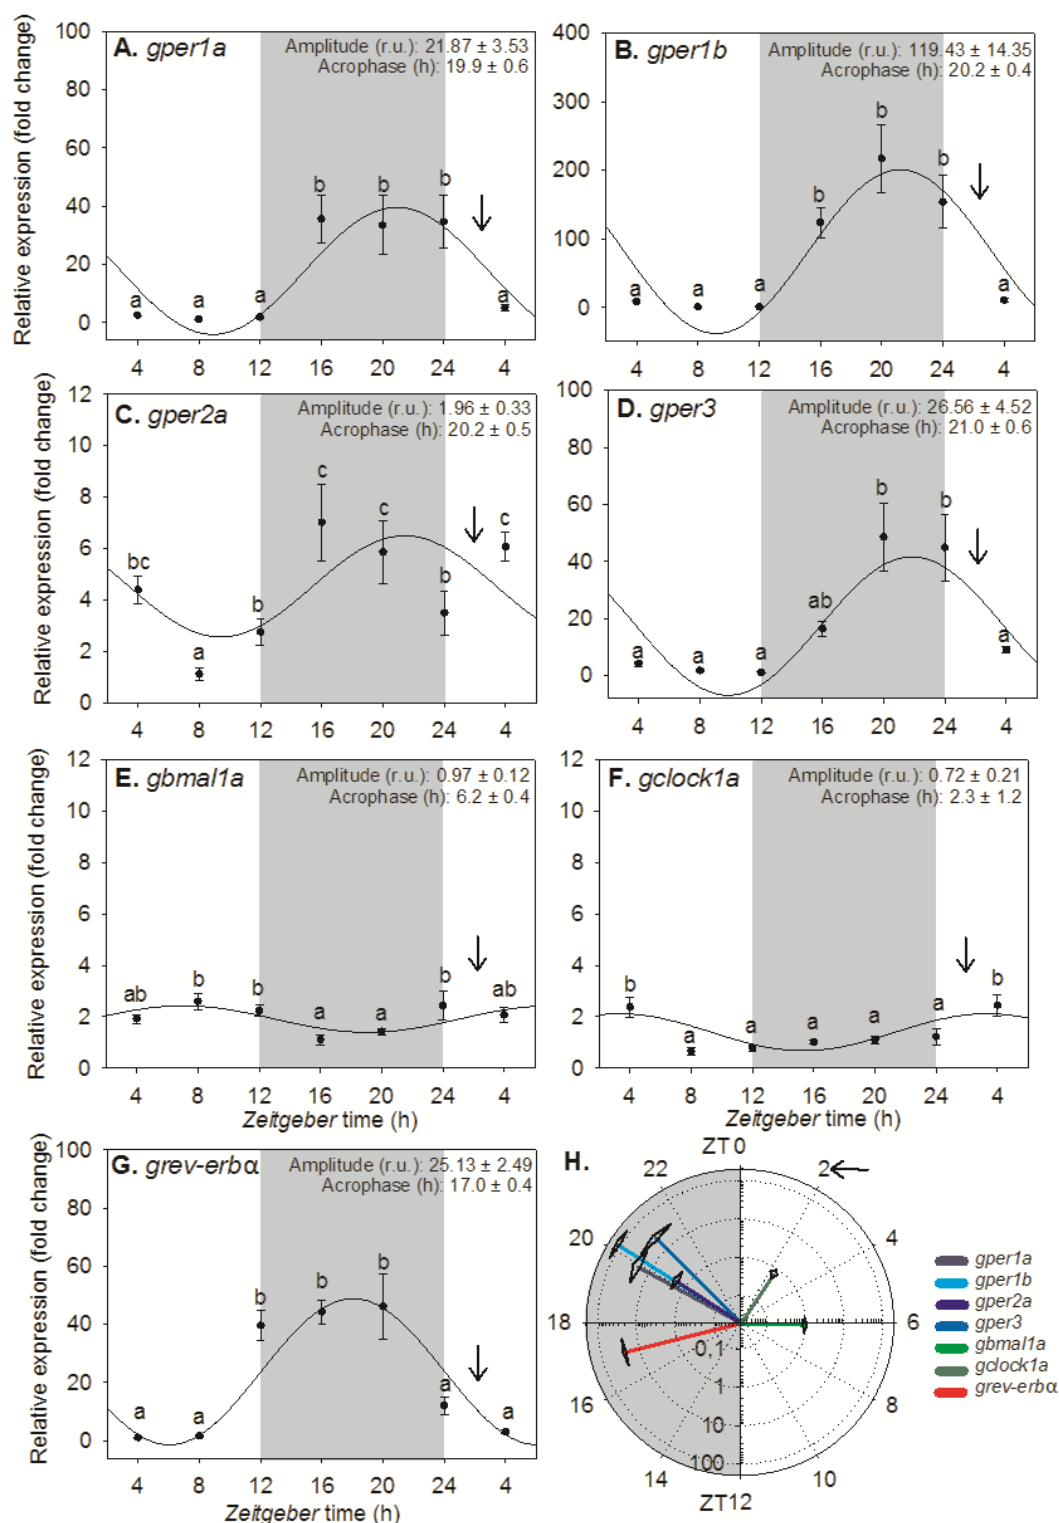 A. gper1a
Amplitude (r.u.): 21.87 ± 3.53
Acrophase (h): 19.9 ± 0.6
Relative expression (fold change)
100
80
60
40
20
0
a
a
a
b
b
b
a
4 8 12 16 20 24 4
B. gper1b
Amplitude (r.u.): 119.43 ± 14.35
Acrophase (h): 20.2 ± 0.4
400
300
200
100
0
a
a
a
b
b
b
a
4 8 12 16 20 24 4
C. gper2a
Amplitude (r.u.): 1.96 ± 0.33
Acrophase (h): 20.2 ± 0.5
Relative expression (fold change)
12
10
8
6
4
2
0
bc
a
b
c
c
b
c
4 8 12 16 20 24 4
D. gper3
Amplitude (r.u.): 26.56 ± 4.52
Acrophase (h): 21.0 ± 0.6
100
80
60
40
20
0
a
a
a
ab
b
b
a
4 8 12 16 20 24 4
E. gbmal1a
Amplitude (r.u.): 0.97 ± 0.12
Acrophase (h): 6.2 ± 0.4
Relative expression (fold change)
12
10
8
6
4
2
0
ab
b
b
a
a
b
ab
4 8 12 16 20 24 4
Zeitgeber time (h)
F. gclock1a
Amplitude (r.u.): 0.72 ± 0.21
Acrophase (h): 2.3 ± 1.2
12
10
8
6
4
2
0
b
a
a
a
a
a
b
4 8 12 16 20 24 4
Zeitgeber time (h)
G. grev-erbα
Amplitude (r.u.): 25.13 ± 2.49
Acrophase (h): 17.0 ± 0.4
Relative expression (fold change)
100
80
60
40
20
0
a
a
b
b
b
a
a
4 8 12 16 20 24 4
Zeitgeber time (h)
H.
ZT0
2
4
6
8
10
ZT12
14
16
18
20
22
0,1
1
10
100
gper1a
gper1b
gper2a
gper3
gbmal1a
gclock1a
grev-erbα